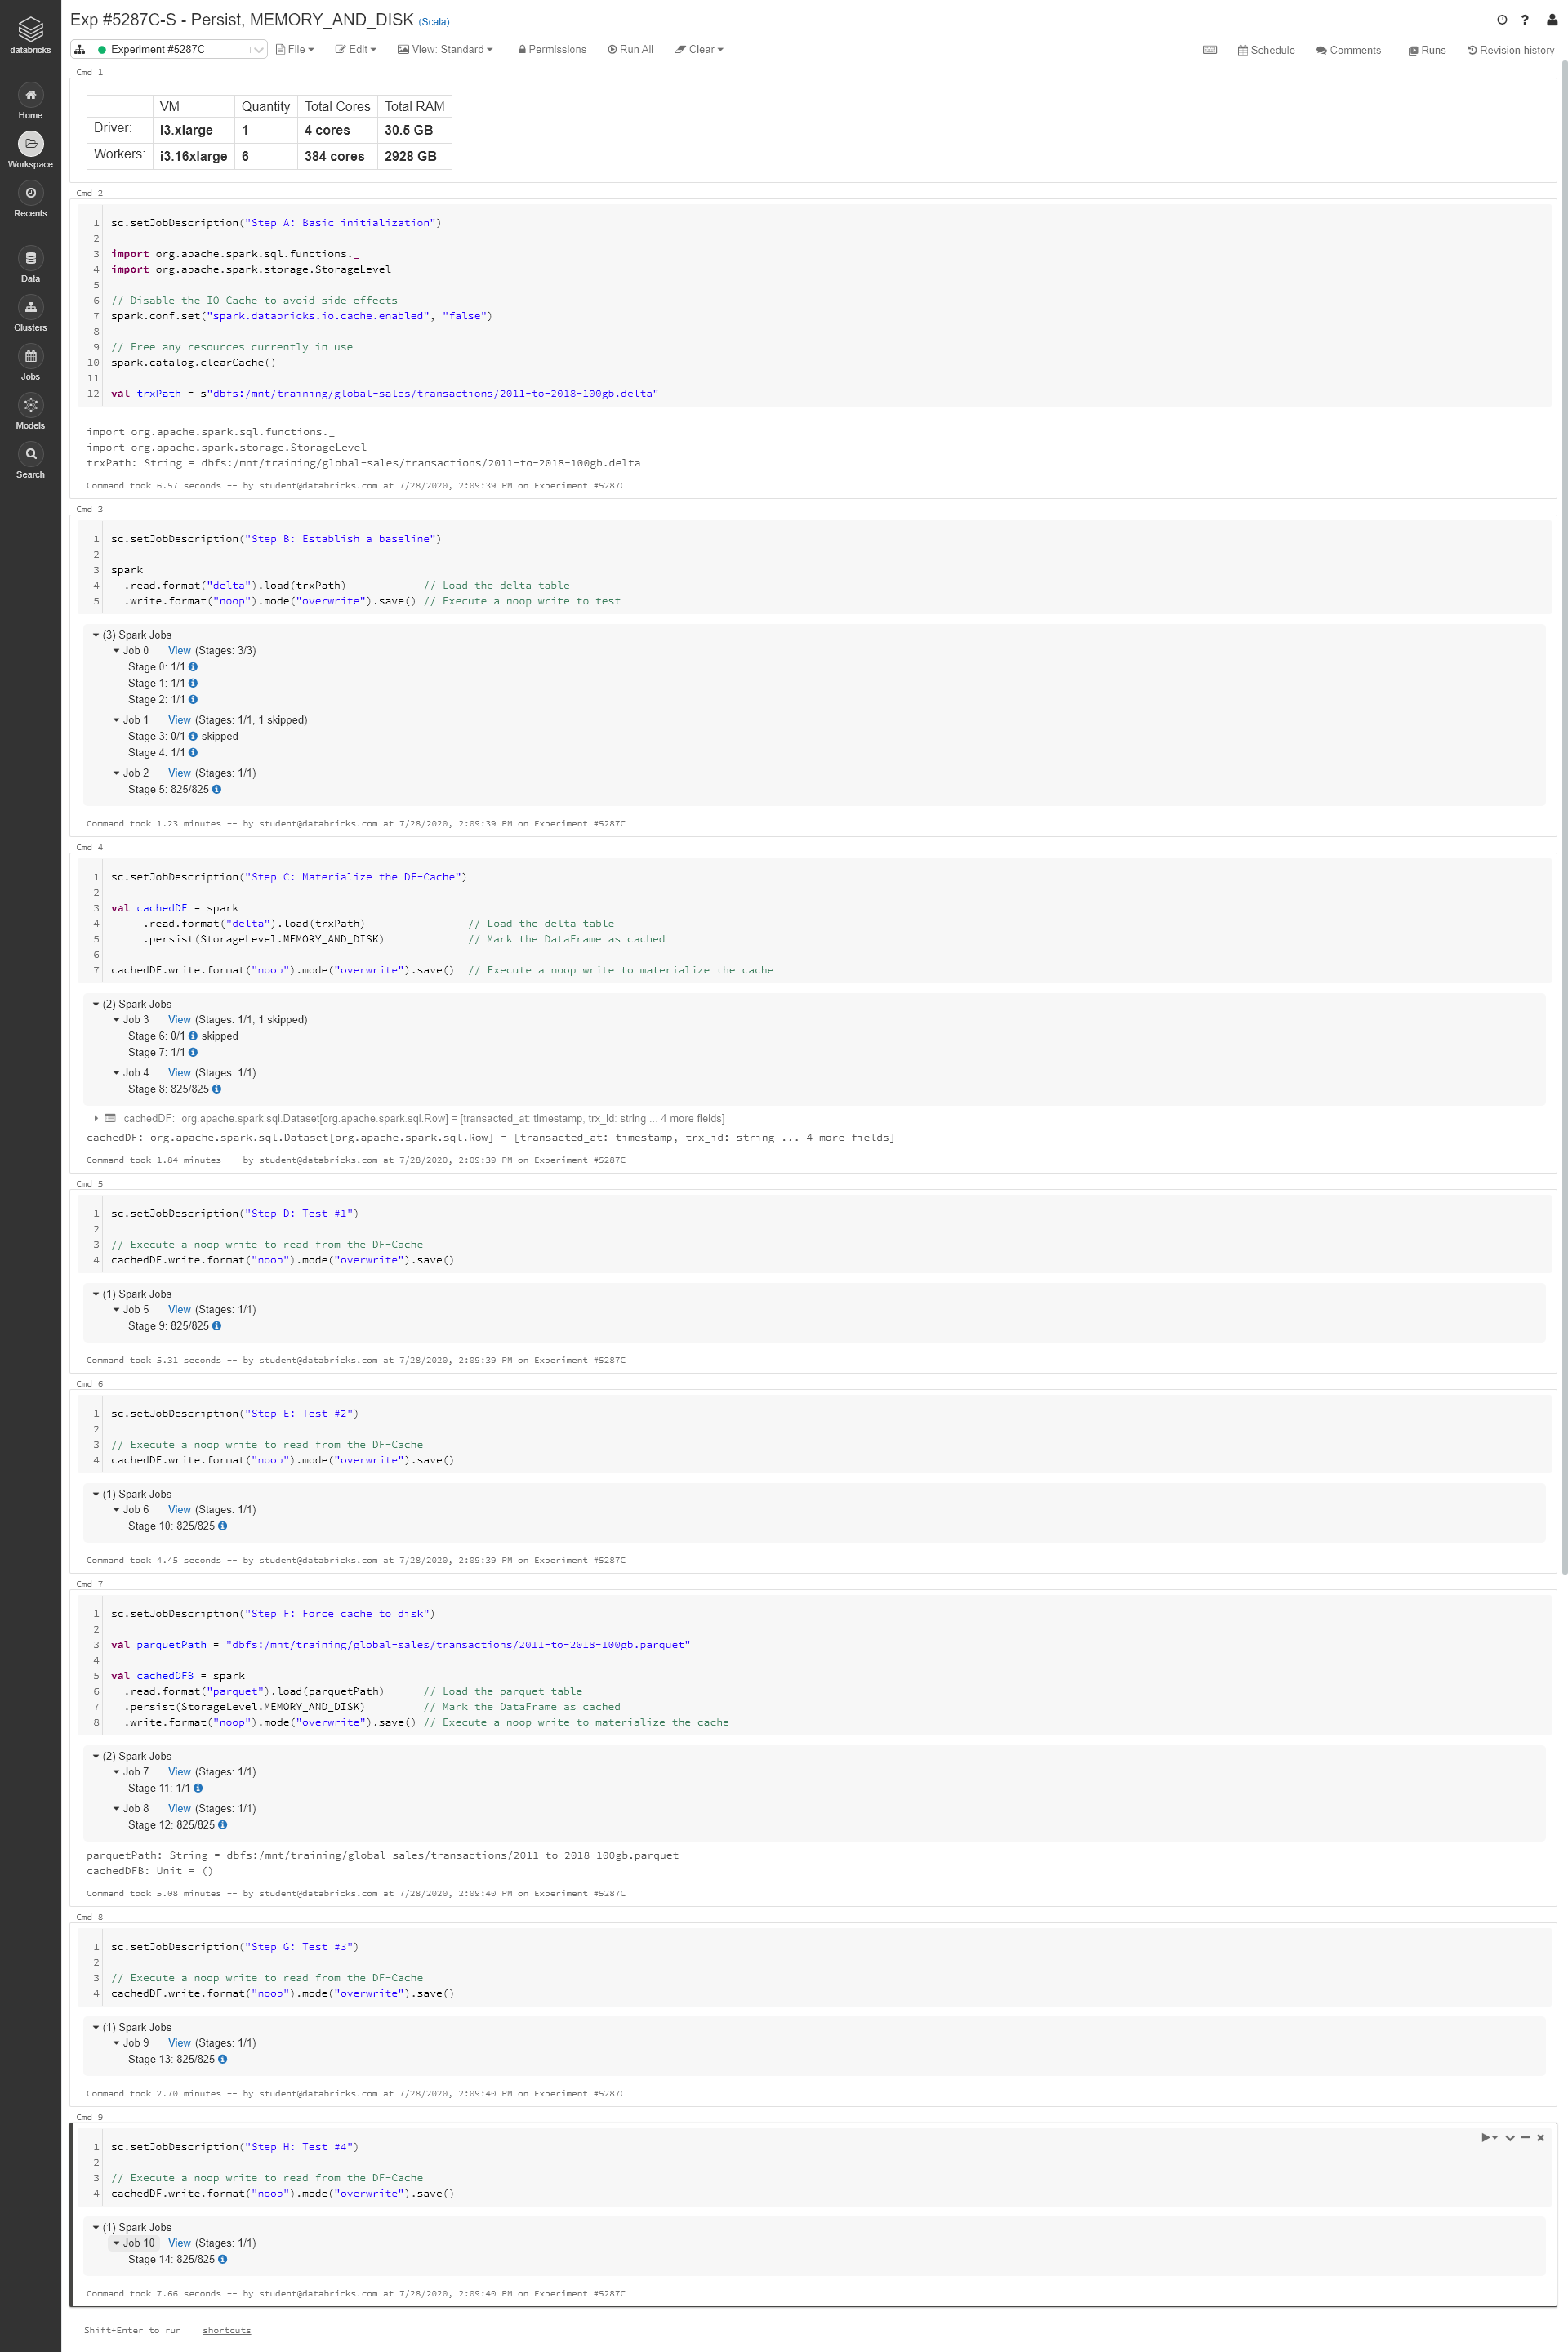 databricks
Home
Workspace
Recents
Data
Clusters
Jobs
Models
Search
Exp #5287C-S - Persist, MEMORY_AND_DISK (Scala)
Experiment #5287C File Edit View: Standard Permissions Run All Clear Schedule Comments Runs Revision history
Cmd 1
VM Quantity Total Cores Total RAM
Driver: i3.xlarge 1 4 cores 30.5 GB
Workers: i3.16xlarge 6 384 cores 2928 GB
Cmd 2
1 sc.setJobDescription("Step A: Basic initialization")
2
3 import org.apache.spark.sql.functions._
4 import org.apache.spark.storage.StorageLevel
5
6 // Disable the IO Cache to avoid side effects
7 spark.conf.set("spark.databricks.io.cache.enabled", "false")
8
9 // Free any resources currently in use
10 spark.catalog.clearCache()
11
12 val trxPath = s"dbfs:/mnt/training/global-sales/transactions/2011-to-2018-100gb.delta"
import org.apache.spark.sql.functions._
import org.apache.spark.storage.StorageLevel
trxPath: String = dbfs:/mnt/training/global-sales/transactions/2011-to-2018-100gb.delta
Command took 6.57 seconds -- by student@databricks.com at 7/28/2020, 2:09:39 PM on Experiment #5287C
Cmd 3
1 sc.setJobDescription("Step B: Establish a baseline")
2
3 spark
4 .read.format("delta").load(trxPath) // Load the delta table
5 .write.format("noop").mode("overwrite").save() // Execute a noop write to test
(3) Spark Jobs
Job 0 View (Stages: 3/3)
Stage 0: 1/1
Stage 1: 1/1
Stage 2: 1/1
Job 1 View (Stages: 1/1, 1 skipped)
Stage 3: 0/1 skipped
Stage 4: 1/1
Job 2 View (Stages: 1/1)
Stage 5: 825/825
Command took 1.23 minutes -- by student@databricks.com at 7/28/2020, 2:09:39 PM on Experiment #5287C
Cmd 4
1 sc.setJobDescription("Step C: Materialize the DF-Cache")
2
3 val cachedDF = spark
4 .read.format("delta").load(trxPath) // Load the delta table
5 .persist(StorageLevel.MEMORY_AND_DISK) // Mark the DataFrame as cached
6
7 cachedDF.write.format("noop").mode("overwrite").save() // Execute a noop write to materialize the cache
(2) Spark Jobs
Job 3 View (Stages: 1/1, 1 skipped)
Stage 6: 0/1 skipped
Stage 7: 1/1
Job 4 View (Stages: 1/1)
Stage 8: 825/825
cachedDF: org.apache.spark.sql.Dataset[org.apache.spark.sql.Row] = [transacted_at: timestamp, trx_id: string ... 4 more fields]
cachedDF: org.apache.spark.sql.Dataset[org.apache.spark.sql.Row] = [transacted_at: timestamp, trx_id: string ... 4 more fields]
Command took 1.84 minutes -- by student@databricks.com at 7/28/2020, 2:09:39 PM on Experiment #5287C
Cmd 5
1 sc.setJobDescription("Step D: Test #1")
2
3 // Execute a noop write to read from the DF-Cache
4 cachedDF.write.format("noop").mode("overwrite").save()
(1) Spark Jobs
Job 5 View (Stages: 1/1)
Stage 9: 825/825
Command took 5.31 seconds -- by student@databricks.com at 7/28/2020, 2:09:39 PM on Experiment #5287C
Cmd 6
1 sc.setJobDescription("Step E: Test #2")
2
3 // Execute a noop write to read from the DF-Cache
4 cachedDF.write.format("noop").mode("overwrite").save()
(1) Spark Jobs
Job 6 View (Stages: 1/1)
Stage 10: 825/825
Command took 4.45 seconds -- by student@databricks.com at 7/28/2020, 2:09:39 PM on Experiment #5287C
Cmd 7
1 sc.setJobDescription("Step F: Force cache to disk")
2
3 val parquetPath = "dbfs:/mnt/training/global-sales/transactions/2011-to-2018-100gb.parquet"
4
5 val cachedDFB = spark
6 .read.format("parquet").load(parquetPath) // Load the parquet table
7 .persist(StorageLevel.MEMORY_AND_DISK) // Mark the DataFrame as cached
8 .write.format("noop").mode("overwrite").save() // Execute a noop write to materialize the cache
(2) Spark Jobs
Job 7 View (Stages: 1/1)
Stage 11: 1/1
Job 8 View (Stages: 1/1)
Stage 12: 825/825
parquetPath: String = dbfs:/mnt/training/global-sales/transactions/2011-to-2018-100gb.parquet
cachedDFB: Unit = ()
Command took 5.08 minutes -- by student@databricks.com at 7/28/2020, 2:09:40 PM on Experiment #5287C
Cmd 8
1 sc.setJobDescription("Step G: Test #3")
2
3 // Execute a noop write to read from the DF-Cache
4 cachedDF.write.format("noop").mode("overwrite").save()
(1) Spark Jobs
Job 9 View (Stages: 1/1)
Stage 13: 825/825
Command took 2.70 minutes -- by student@databricks.com at 7/28/2020, 2:09:40 PM on Experiment #5287C
Cmd 9
1 sc.setJobDescription("Step H: Test #4")
2
3 // Execute a noop write to read from the DF-Cache
4 cachedDF.write.format("noop").mode("overwrite").save()
(1) Spark Jobs
Job 10 View (Stages: 1/1)
Stage 14: 825/825
Command took 7.66 seconds -- by student@databricks.com at 7/28/2020, 2:09:40 PM on Experiment #5287C
Shift+Enter to run shortcuts